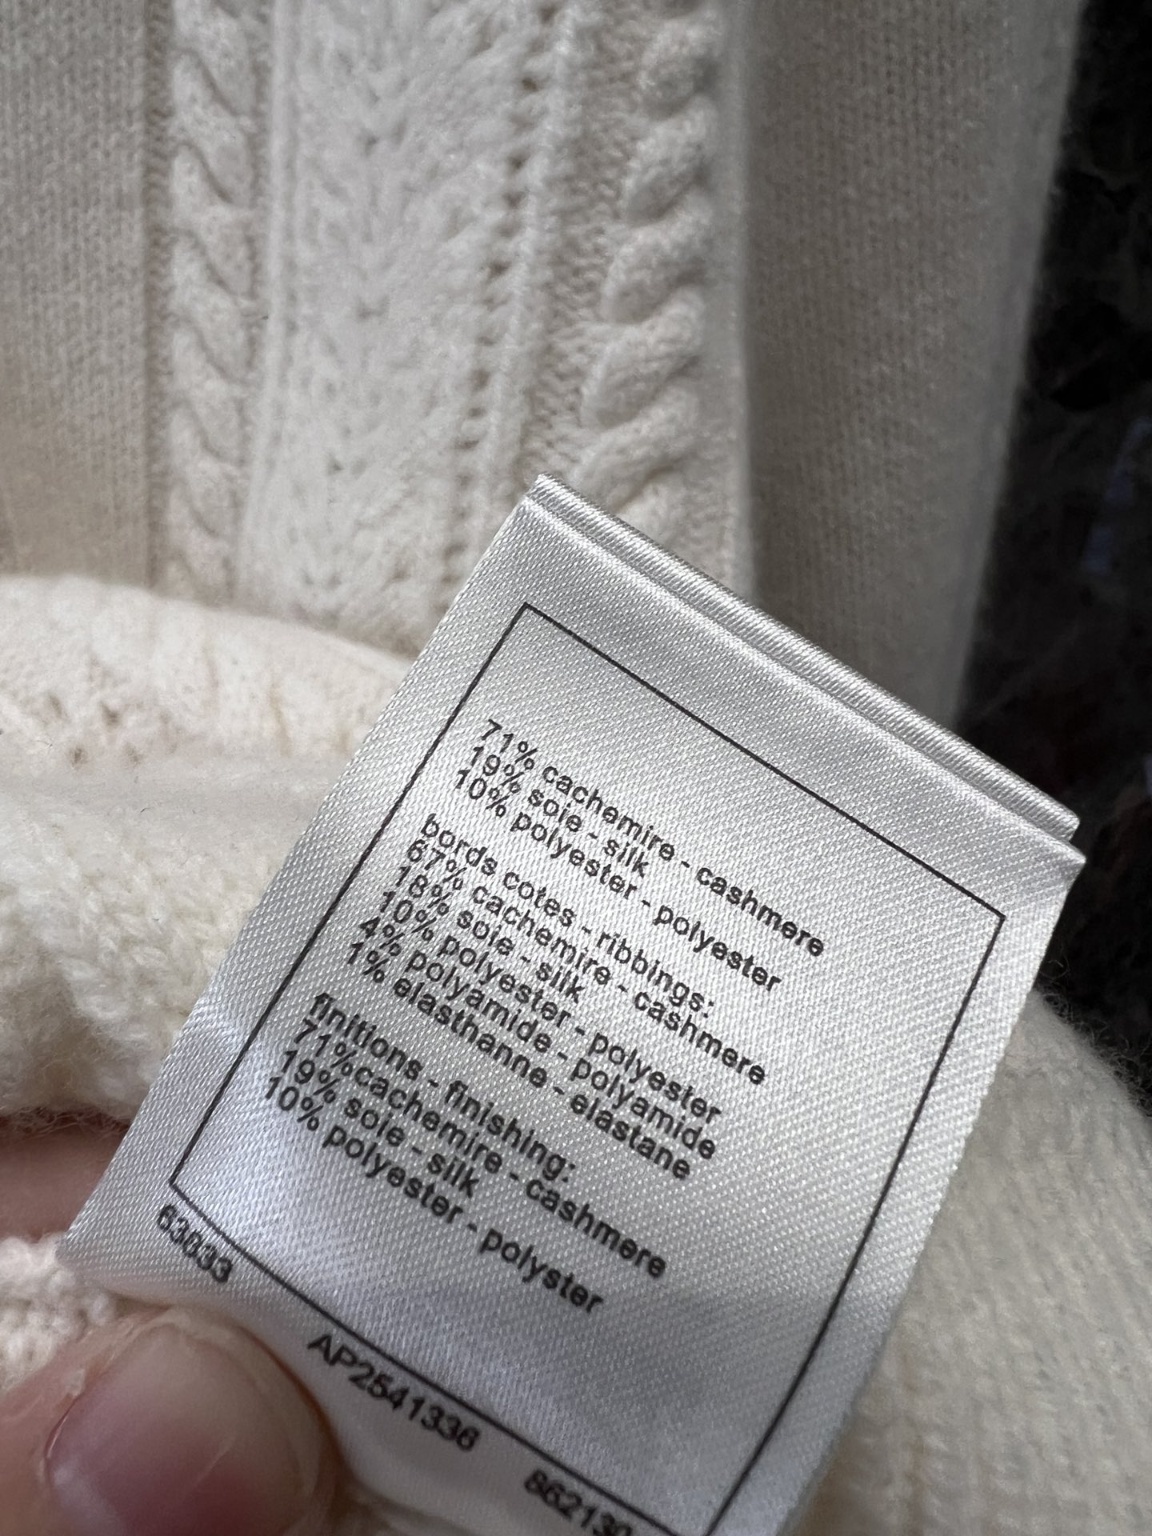 71% cachemire - cashmere
19% soie - silk
10% polyester - polyester
bords cotes - ribbings:
67% cachemire - cashmere
18% soie - silk
10% polyester - polyester
4% polyamide - polyamide
1% elasthanne - elastane
finitions - finishing:
71%cachemire - cashmere
19% soie - silk
10% polyester - polyster
63633
AP2541336
862130